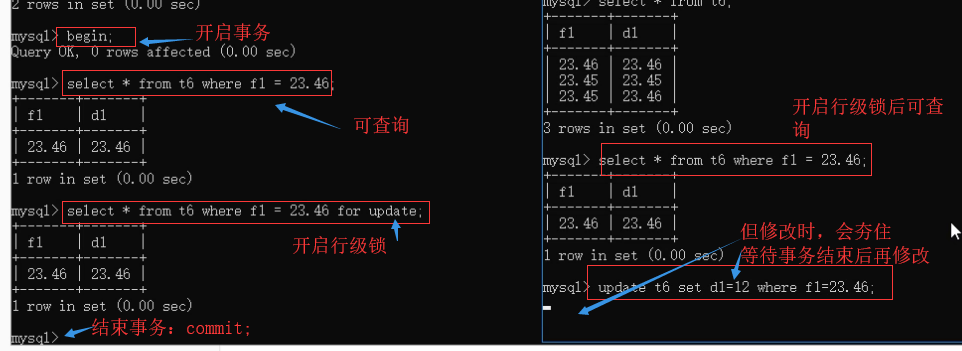 2 rows in set (0.00 sec)
mysql> begin;
开启事务
Query OK, 0 rows affected (0.00 sec)
mysql> select * from t6 where f1 = 23.46;
| f1 | d1 |
| 23.46 | 23.46 |
可查询
1 row in set (0.00 sec)
mysql> select * from t6 where f1 = 23.46 for update;
| f1 | d1 |
开启行级锁
| 23.46 | 23.46 |
1 row in set (0.00 sec)
mysql>
结束事务：commit;
mysql> select * from t6;
| f1 | d1 |
| 23.46 | 23.46 |
| 23.45 | 23.45 |
| 23.45 | 23.46 |
3 rows in set (0.00 sec)
开启行级锁后可查
询
mysql> select * from t6 where f1 = 23.46;
| f1 | d1 |
| 23.46 | 23.46 |
但修改时，会夯住
1 row in set (0.00 sec)
等待事务结束后再修改
mysql> update t6 set d1=12 where f1=23.46;